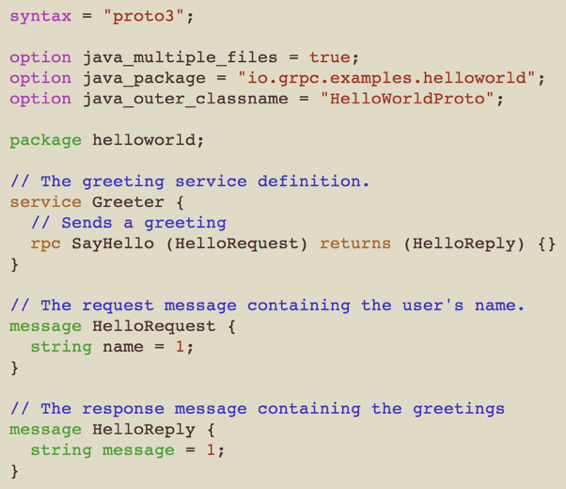 syntax = "proto3";

option java_multiple_files = true;
option java_package = "io.grpc.examples.helloworld";
option java_outer_classname = "HelloWorldProto";

package helloworld;

// The greeting service definition.
service Greeter {
  // Sends a greeting
  rpc SayHello (HelloRequest) returns (HelloReply) {}
}

// The request message containing the user's name.
message HelloRequest {
  string name = 1;
}

// The response message containing the greetings
message HelloReply {
  string message = 1;
}